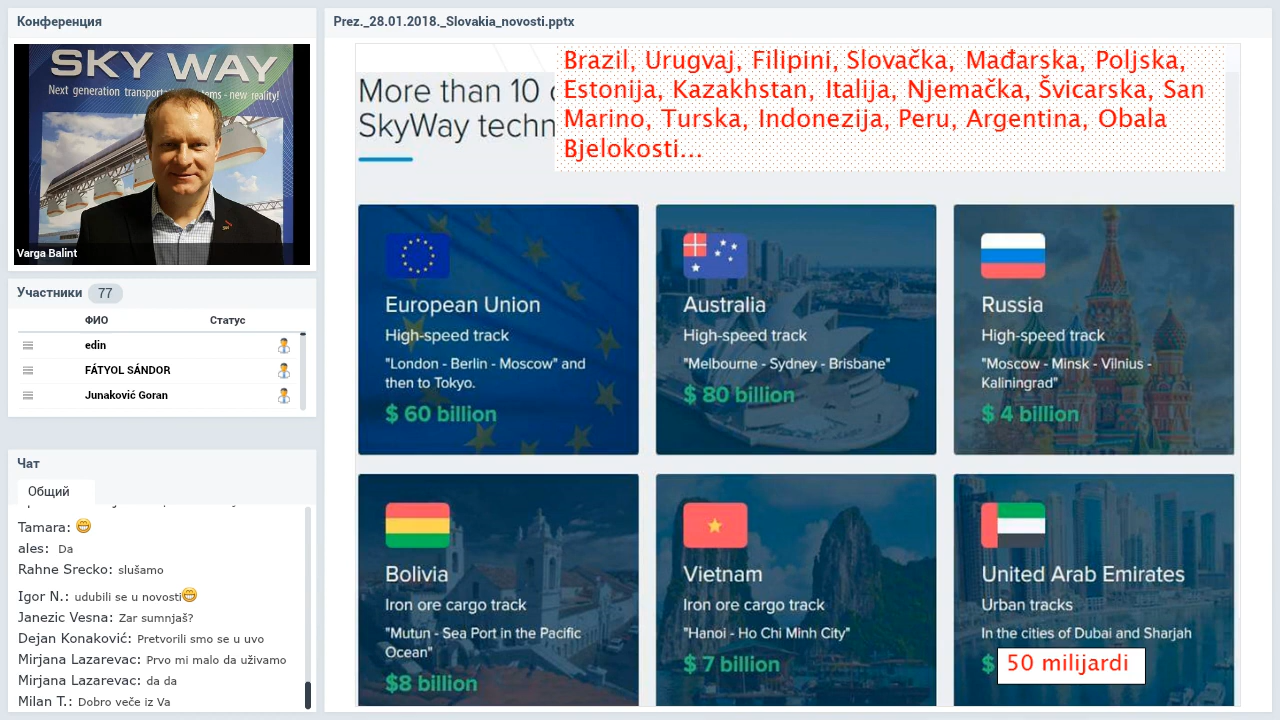 Конференция
SKY WAY
Next generation transportation systems - new reality!
Varga Balint
Участники 77
ФИО Статус
edin
FÁTYOL SÁNDOR
Junaković Goran
Чат
Общий
Tamara:
ales: Da
Rahne Srecko: slušamo
Igor N.: udubili se u novosti
Janezic Vesna: Zar sumnjaš?
Dejan Konaković: Pretvorili smo se u uvo
Mirjana Lazarevac: Prvo mi malo da uživamo
Mirjana Lazarevac: da da
Milan T.: Dobro veče iz Va
Prez._28.01.2018._Slovakia_novosti.pptx
More than 10
SkyWay techn
Brazil, Urugvaj, Filipini, Slovačka, Mađarska, Poljska,
Estonija, Kazakhstan, Italija, Njemačka, Švicarska, San
Marino, Turska, Indonezija, Peru, Argentina, Obala
Bjelokosti...
European Union
High-speed track
"London - Berlin - Moscow" and
then to Tokyo.
$ 60 billion
Australia
High-speed track
"Melbourne - Sydney - Brisbane"
$ 80 billion
Russia
High-speed track
"Moscow - Minsk - Vilnius -
Kaliningrad"
$ 4 billion
Bolivia
Iron ore cargo track
"Mutun - Sea Port in the Pacific
Ocean"
$8 billion
Vietnam
Iron ore cargo track
"Hanoi - Ho Chi Minh City"
$ 7 billion
United Arab Emirates
Urban tracks
In the cities of Dubai and Sharjah
$ 50 milijardi